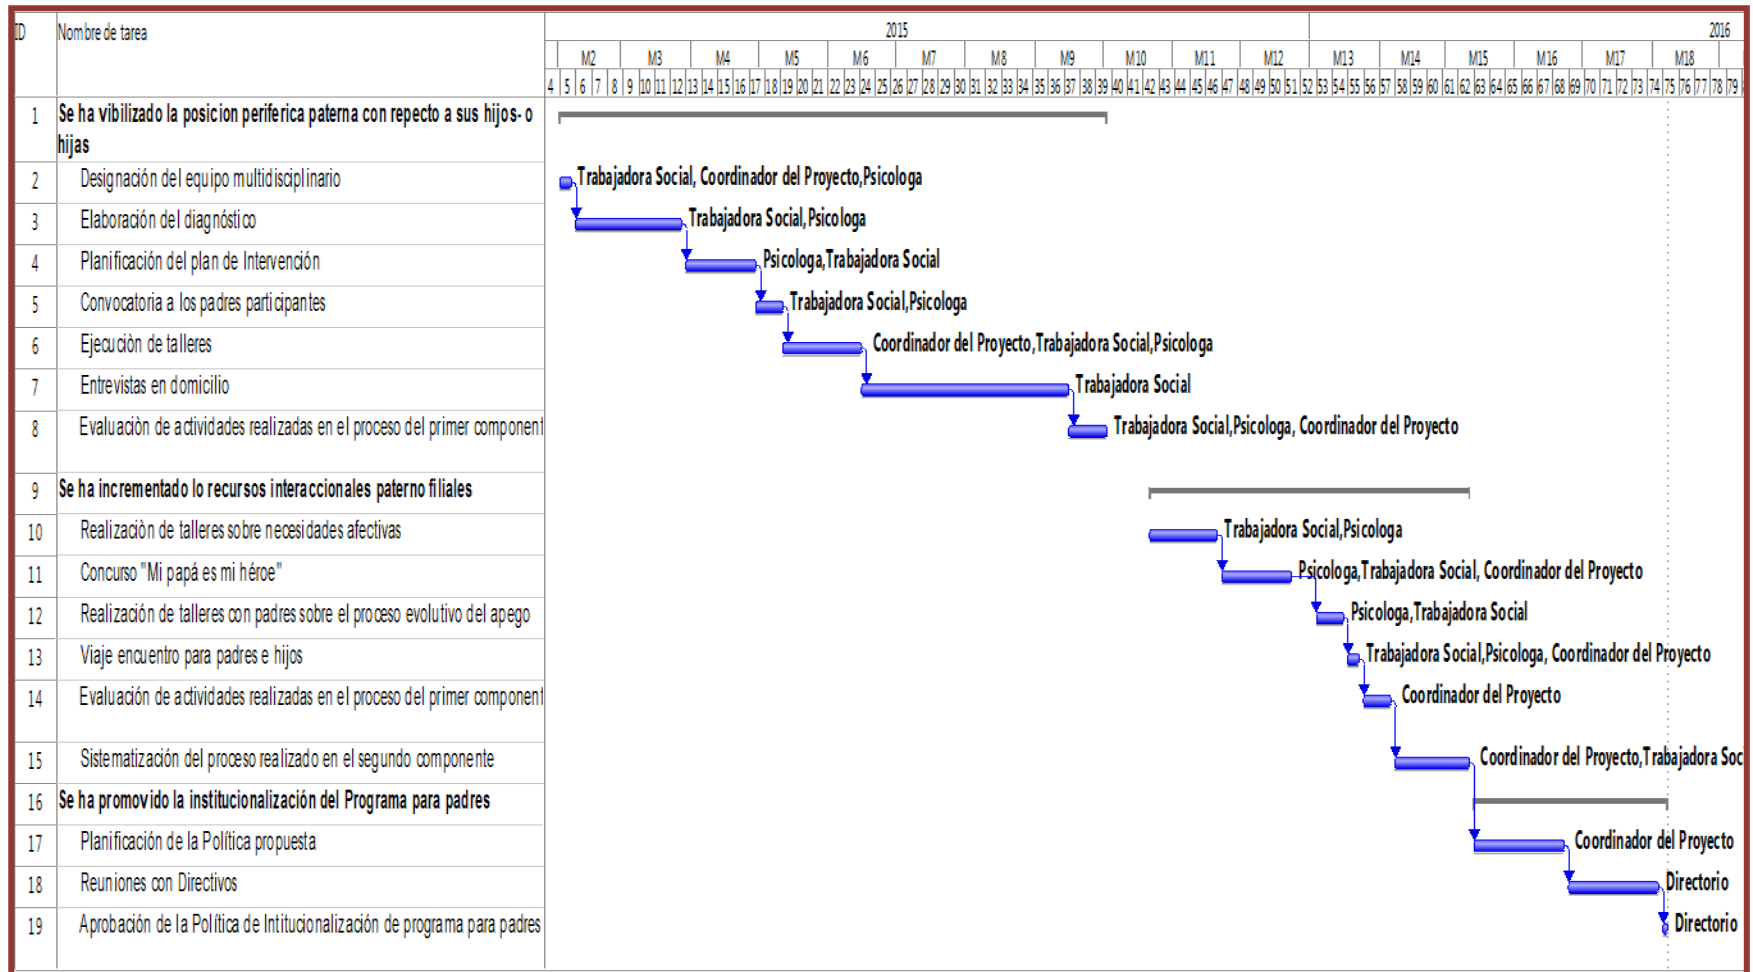 ID Nombre de tarea 2015 2016
M2 M3 M4 M5 M6 M7 M8 M9 M10 M11 M12 M13 M14 M15 M16 M17 M18
4 5 6 7 8 9 10 11 12 13 14 15 16 17 18 19 20 21 22 23 24 25 26 27 28 29 30 31 32 33 34 35 36 37 38 39 40 41 42 43 44 45 46 47 48 49 50 51 52 53 54 55 56 57 58 59 60 61 62 63 64 65 66 67 68 69 70 71 72 73 74 75 76 77 78 79
1 Se ha vibilizado la posicion periferica paterna con repecto a sus hijos- o
hijas
2 Designación del equipo multidisciplinario Trabajadora Social, Coordinador del Proyecto,Psicologa
3 Elaboración del diagnóstico Trabajadora Social,Psicologa
4 Planificación del plan de Intervención Psicologa,Trabajadora Social
5 Convocatoria a los padres participantes Trabajadora Social,Psicologa
6 Ejecuciòn de talleres Coordinador del Proyecto,Trabajadora Social,Psicologa
7 Entrevistas en domicilio Trabajadora Social
8 Evaluaciòn de actividades realizadas en el proceso del primer component Trabajadora Social,Psicologa, Coordinador del Proyecto
9 Se ha incrementado lo recursos interaccionales paterno filiales
10 Realizaciòn de talleres sobre necesidades afectivas Trabajadora Social,Psicologa
11 Concurso "Mi papá es mi héroe" Psicologa,Trabajadora Social, Coordinador del Proyecto
12 Realización de talleres con padres sobre el proceso evolutivo del apego Psicologa,Trabajadora Social
13 Viaje encuentro para padres e hijos Trabajadora Social,Psicologa, Coordinador del Proyecto
14 Evaluación de actividades realizadas en el proceso del primer component Coordinador del Proyecto
15 Sistematización del proceso realizado en el segundo componente Coordinador del Proyecto,Trabajadora Soc
16 Se ha promovido la institucionalización del Programa para padres
17 Planificación de la Política propuesta Coordinador del Proyecto
18 Reuniones con Directivos Directorio
19 Aprobación de la Política de Intitucionalización de programa para padres Directorio